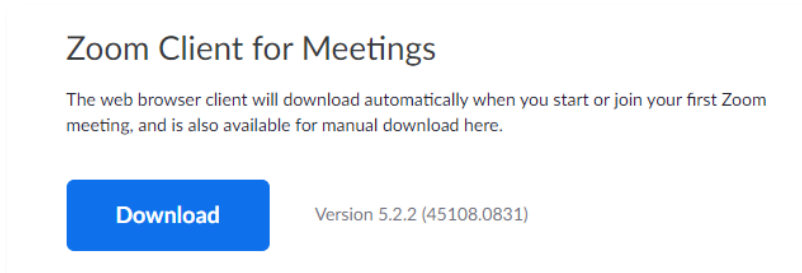 Zoom Client for Meetings
The web browser client will download automatically when you start or join your first Zoom
meeting, and is also available for manual download here.
Download
Version 5.2.2 (45108.0831)